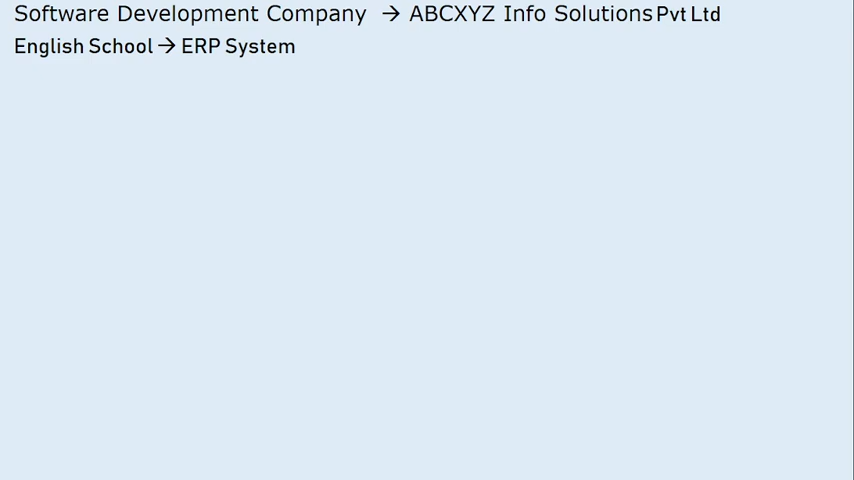 Software Development Company → ABCXYZ Info Solutions Pvt Ltd
English School → ERP System